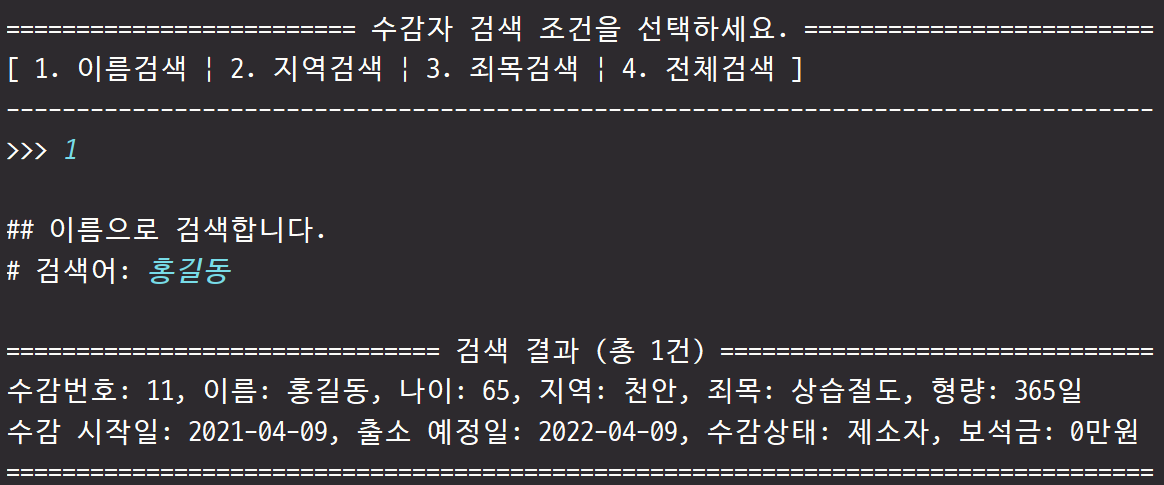 ========================= 수감자 검색 조건을 선택하세요. =========================
[ 1. 이름검색 ¦ 2. 지역검색 ¦ 3. 죄목검색 ¦ 4. 전체검색 ]
----------------------------------------------------------------------------------
>>> 1
## 이름으로 검색합니다.
# 검색어: 홍길동
=============================== 검색 결과 (총 1건) ===============================
수감번호: 11, 이름: 홍길동, 나이: 65, 지역: 천안, 죄목: 상습절도, 형량: 365일
수감 시작일: 2021-04-09, 출소 예정일: 2022-04-09, 수감상태: 제소자, 보석금: 0만원
==================================================================================